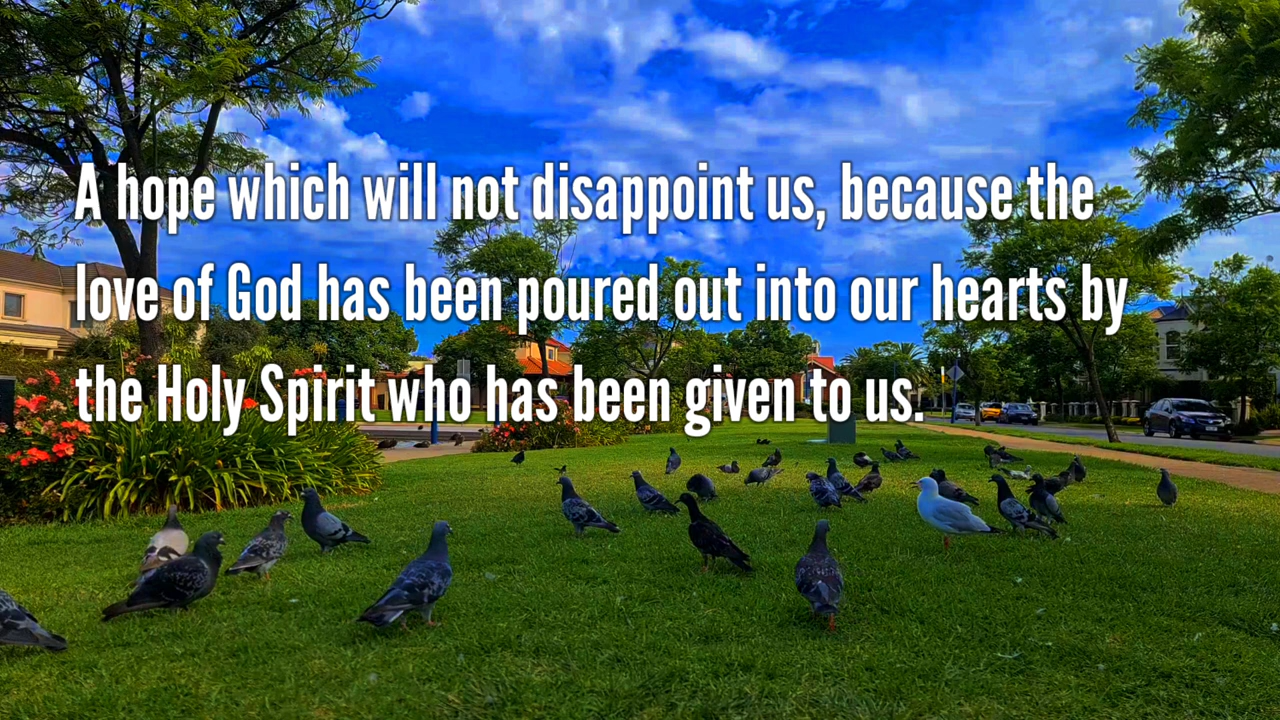 A hope which will not disappoint us, because the
love of God has been poured out into our hearts by
the Holy Spirit who has been given to us.